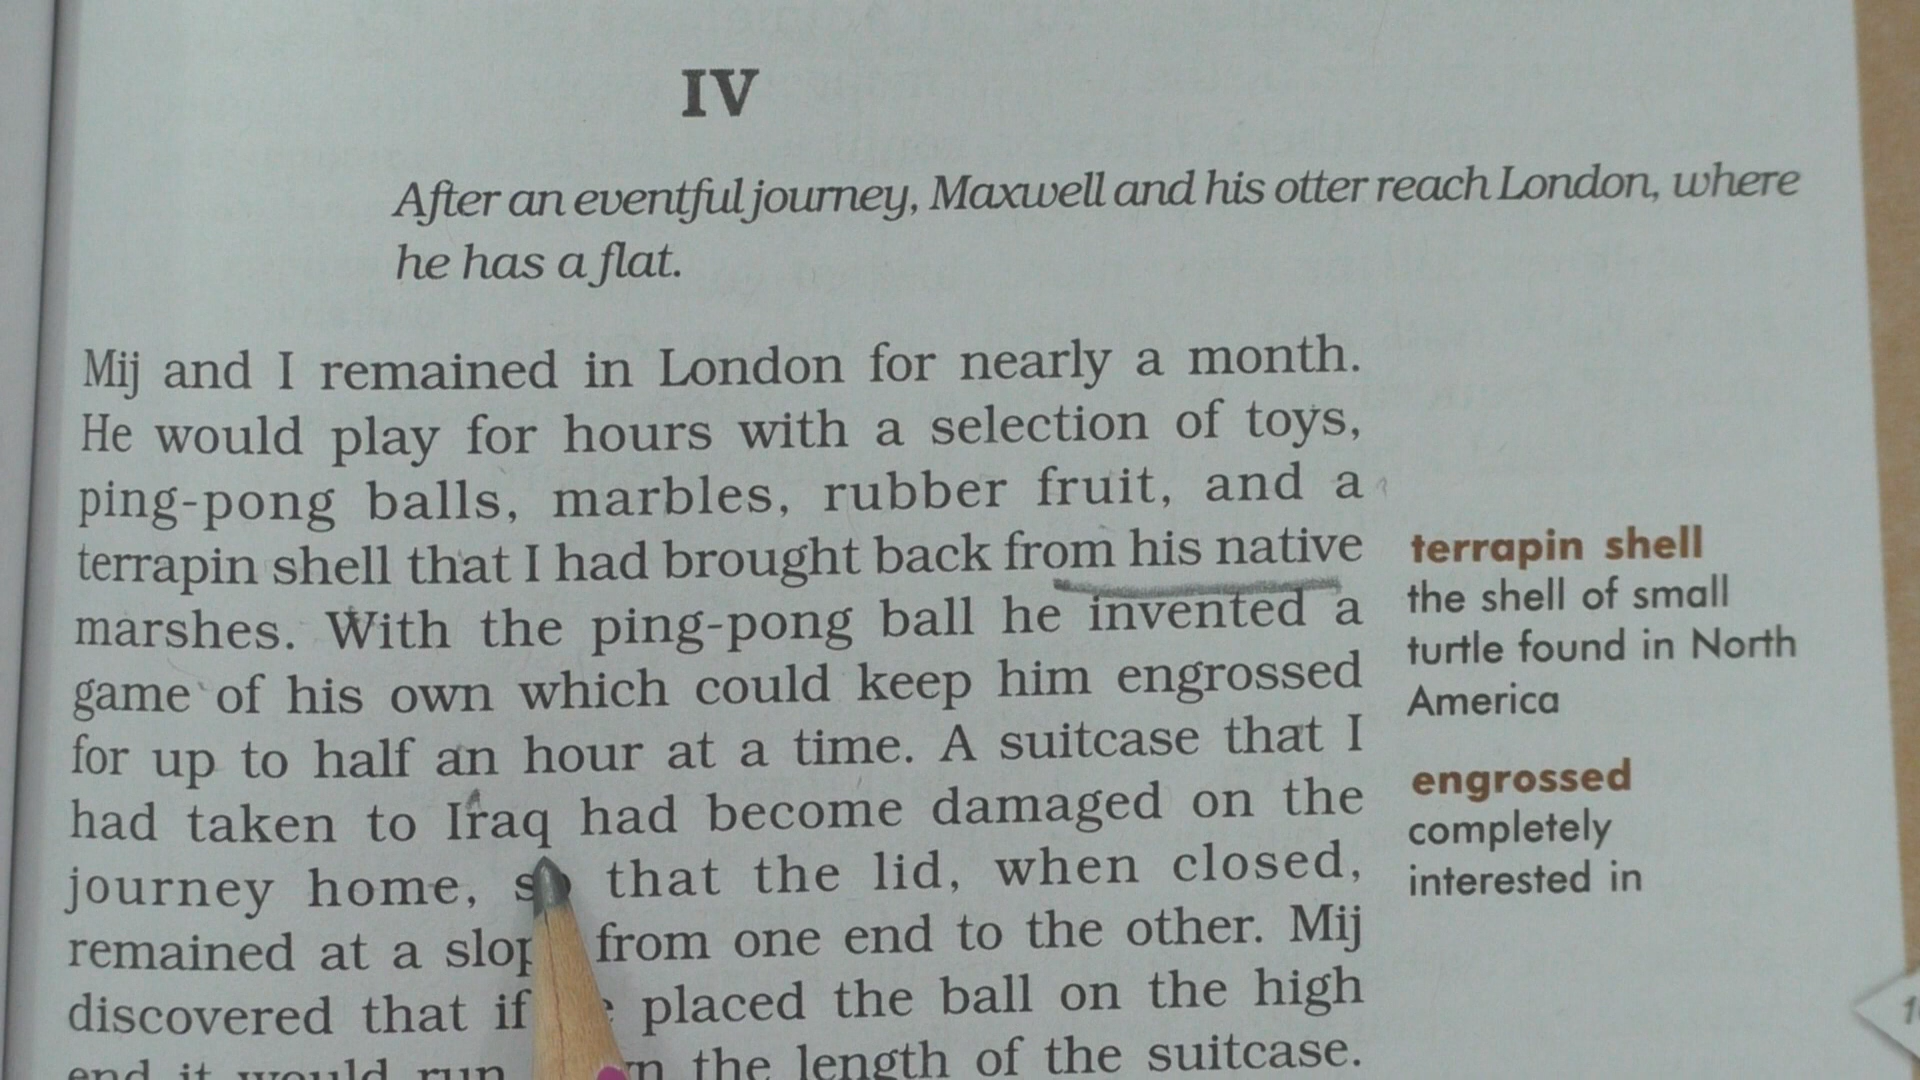 IV
After an eventful journey, Maxwell and his otter reach London, where
he has a flat.
Mij and I remained in London for nearly a month.
He would play for hours with a selection of toys,
ping-pong balls, marbles, rubber fruit, and a
terrapin shell that I had brought back from his native
marshes. With the ping-pong ball he invented a
game of his own which could keep him engrossed
for up to half an hour at a time. A suitcase that I
had taken to Iraq had become damaged on the
journey home, so that the lid, when closed,
remained at a from one end to the other. Mij
discovered that if placed the ball on the high
end it would run the length of the suitcase.
terrapin shell
the shell of small
turtle found in North
America
engrossed
completely
interested in